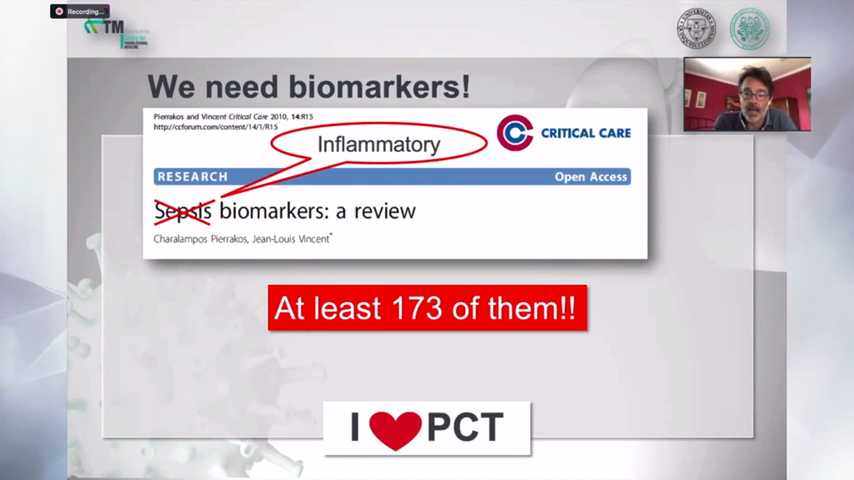 Recording...
TM
We need biomarkers!
Pierrakos and Vincent Critical Care 2010, 14:R15
http://ccforum.com/content/14/1/R15
Inflammatory
CRITICAL CARE
RESEARCH
Open Access
Sepsis biomarkers: a review
Charalampos Pierrakos, Jean-Louis Vincent*
At least 173 of them!!
I ❤ PCT